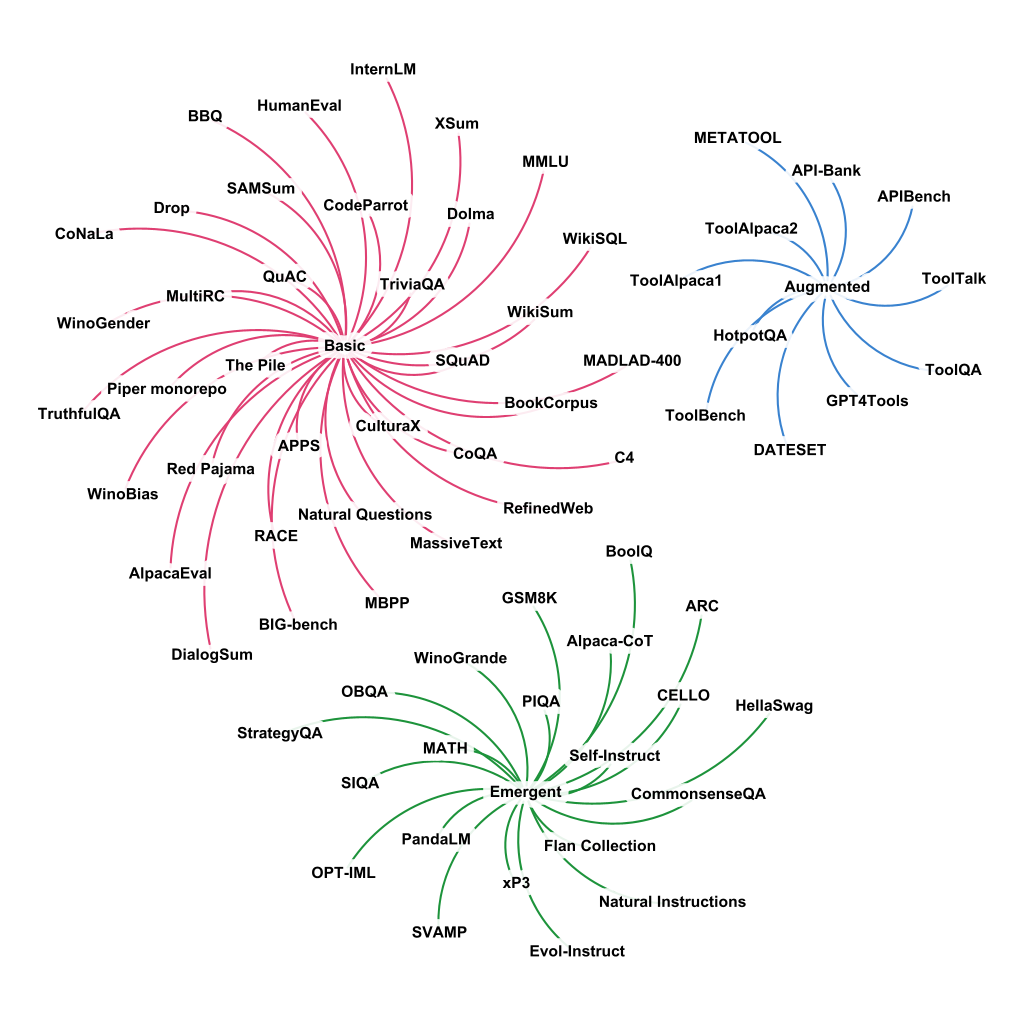 InternLM
HumanEval
BBQ
XSum
MMLU
SAMSum
CodeParrot
Drop
Dolma
CoNaLa
WikiSQL
QuAC
TriviaQA
MultiRC
WikiSum
WinoGender
Basic
The Pile
SQuAD
MADLAD-400
Piper monorepo
BookCorpus
TruthfulQA
CulturaX
APPS
CoQA
C4
Red Pajama
WinoBias
RefinedWeb
Natural Questions
RACE
MassiveText
AlpacaEval
MBPP
BIG-bench
DialogSum
METATOOL
API-Bank
APIBench
ToolAlpaca2
ToolAlpaca1
ToolTalk
Augmented
HotpotQA
ToolQA
GPT4Tools
ToolBench
DATESET
BoolQ
GSM8K
ARC
Alpaca-CoT
WinoGrande
OBQA
CELLO
PIQA
HellaSwag
StrategyQA
MATH
Self-Instruct
SIQA
Emergent
CommonsenseQA
PandaLM
Flan Collection
OPT-IML
xP3
Natural Instructions
SVAMP
Evol-Instruct